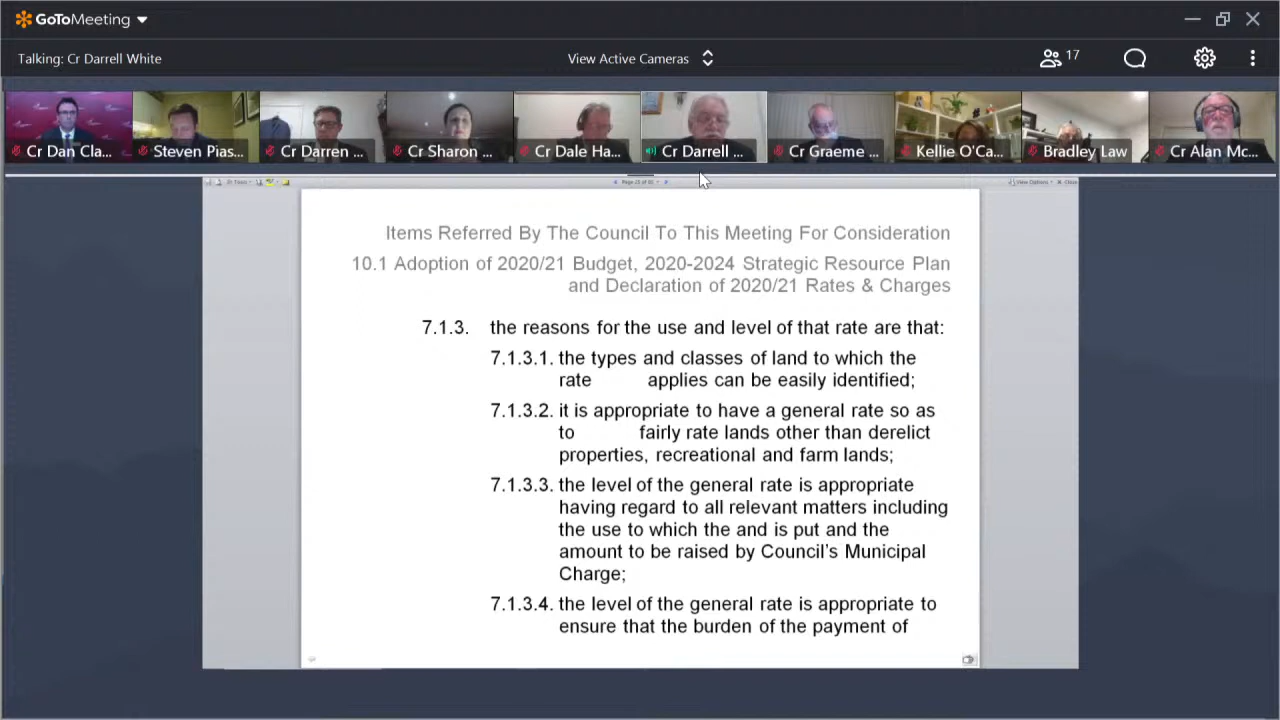 GoToMeeting
Talking: Cr Darrell White
View Active Cameras
17
Cr Dan Cla...
Steven Pias...
Cr Darren ...
Cr Sharon ...
Cr Dale Ha...
Cr Darrell ...
Cr Graeme ...
Kellie O'Ca...
Bradley Law
Cr Alan Mc...
Tools
View Options
Close
Items Referred By The Council To This Meeting For Consideration
10.1 Adoption of 2020/21 Budget, 2020-2024 Strategic Resource Plan
and Declaration of 2020/21 Rates & Charges
7.1.3. the reasons for the use and level of that rate are that:
7.1.3.1. the types and classes of land to which the
rate applies can be easily identified;
7.1.3.2. it is appropriate to have a general rate so as
to fairly rate lands other than derelict
properties, recreational and farm lands;
7.1.3.3. the level of the general rate is appropriate
having regard to all relevant matters including
the use to which the and is put and the
amount to be raised by Council's Municipal
Charge;
7.1.3.4. the level of the general rate is appropriate to
ensure that the burden of the payment of